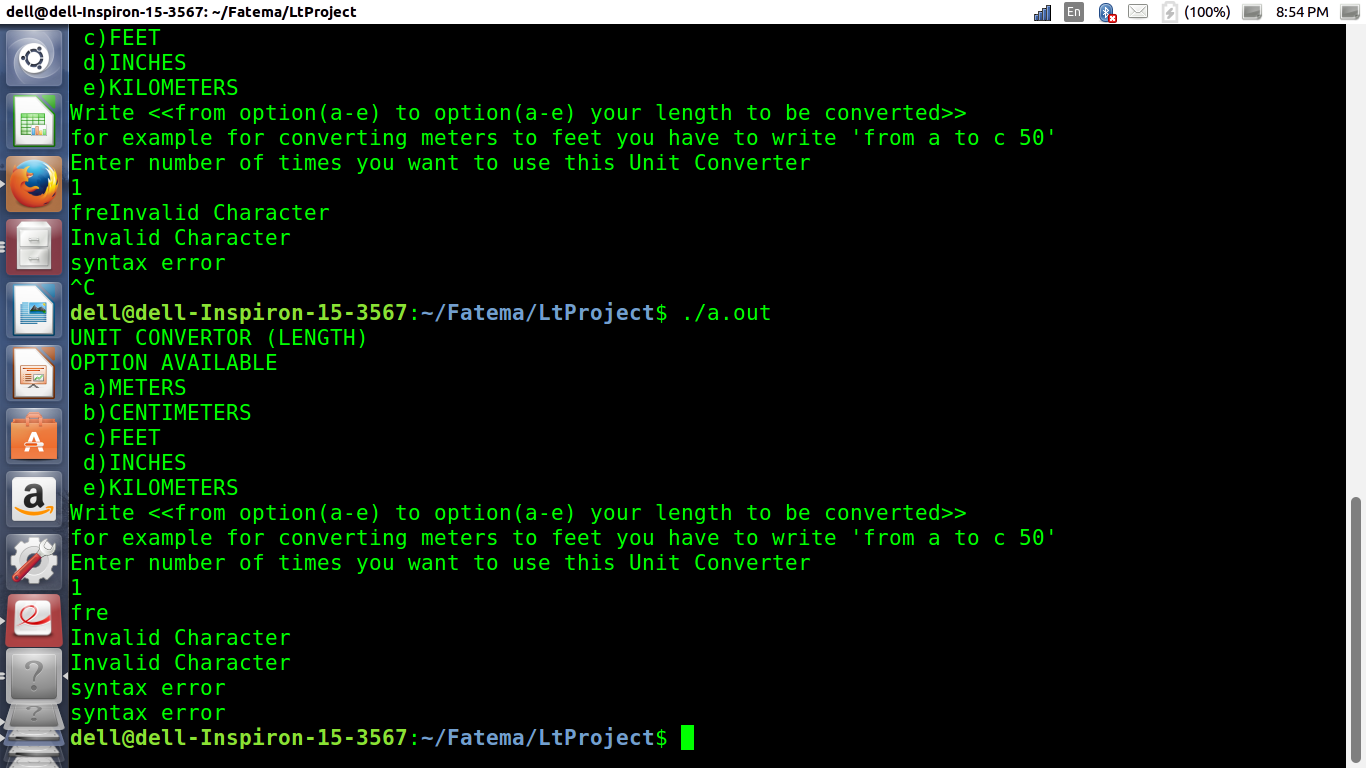 dell@dell-Inspiron-15-3567: ~/Fatema/LtProject
En
(100%)
8:54 PM
c)FEET
d)INCHES
e)KILOMETERS
Write <<from option(a-e) to option(a-e) your length to be converted>>
for example for converting meters to feet you have to write 'from a to c 50'
Enter number of times you want to use this Unit Converter
1
freInvalid Character
Invalid Character
syntax error
^C
dell@dell-Inspiron-15-3567:~/Fatema/LtProject$ ./a.out
UNIT CONVERTOR (LENGTH)
OPTION AVAILABLE
a)METERS
b)CENTIMETERS
c)FEET
d)INCHES
e)KILOMETERS
Write <<from option(a-e) to option(a-e) your length to be converted>>
for example for converting meters to feet you have to write 'from a to c 50'
Enter number of times you want to use this Unit Converter
1
fre
Invalid Character
Invalid Character
syntax error
syntax error
dell@dell-Inspiron-15-3567:~/Fatema/LtProject$